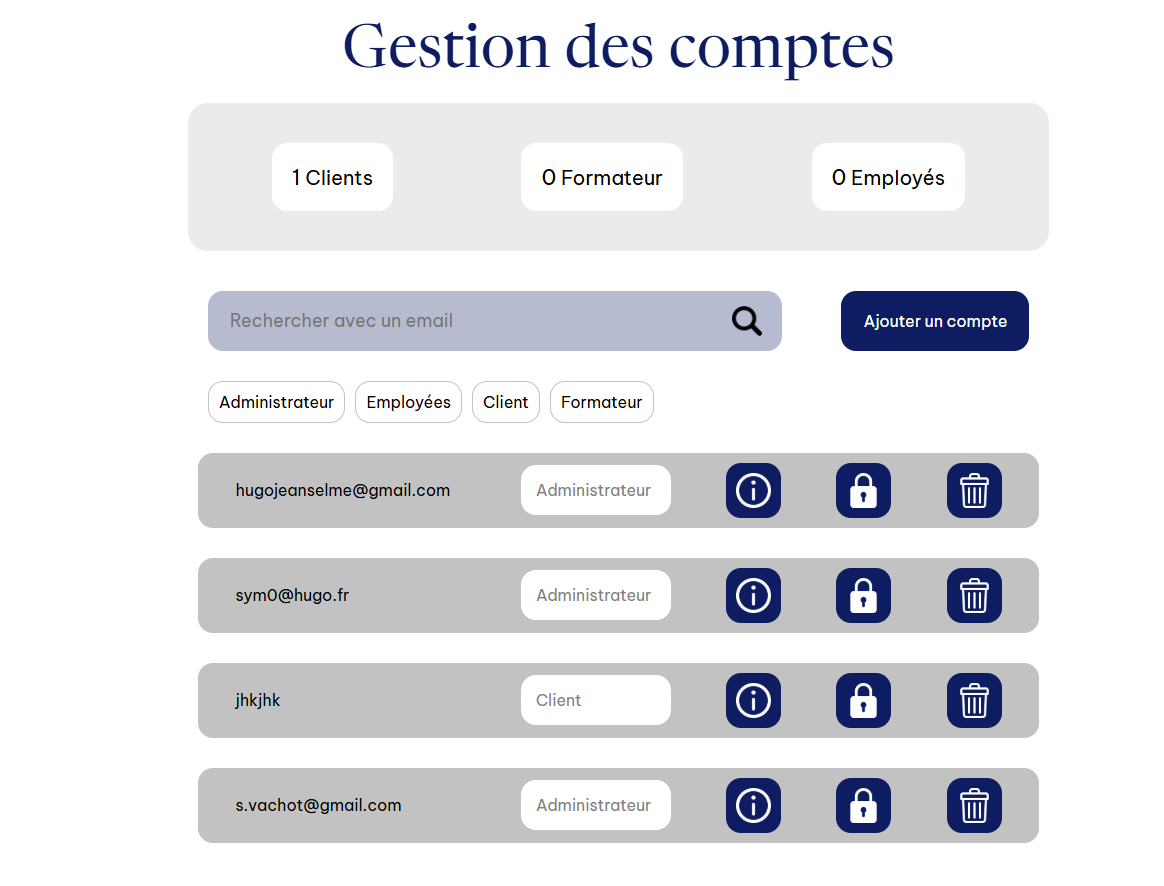 Gestion des comptes
1 Clients
0 Formateur
0 Employés
Rechercher avec un email
Ajouter un compte
Administrateur
Employées
Client
Formateur
hugojeanselme@gmail.com
Administrateur
sym0@hugo.fr
Administrateur
jhkjhk
Client
s.vachot@gmail.com
Administrateur